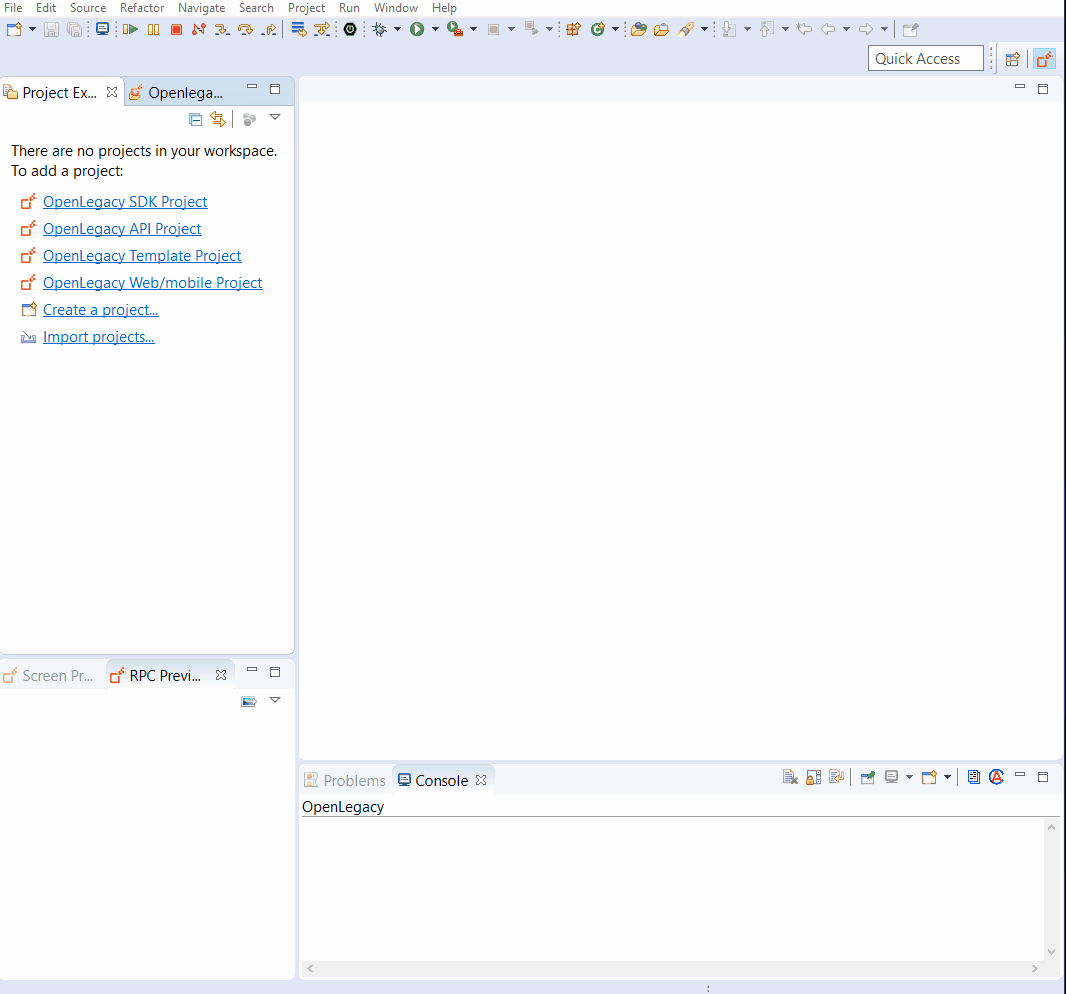 File Edit Source Refactor Navigate Search Project Run Window Help
Quick Access
Project Ex...
Openlega...
There are no projects in your workspace.
To add a project:
OpenLegacy SDK Project
OpenLegacy API Project
OpenLegacy Template Project
OpenLegacy Web/mobile Project
Create a project...
Import projects...
Screen Pr...
RPC Previ...
Problems
Console
OpenLegacy